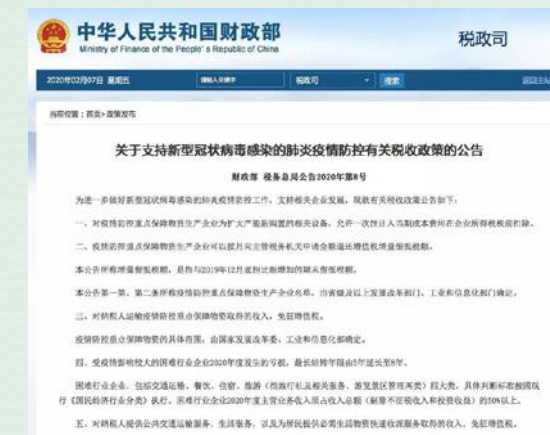 中华人民共和国财政部
Ministry of Finance of the People's Republic of China
税政司
2020年02月07日 星期五
请输入关键字
税政司
搜索
返回主站
当前位置：首页>政策发布
关于支持新型冠状病毒感染的肺炎疫情防控有关税收政策的公告
财政部 税务总局公告2020年第8号
为进一步做好新型冠状病毒感染的肺炎疫情防控工作，支持相关企业发展，现就有关税收政策公告如下：
一、对疫情防控重点保障物资生产企业为扩大产能新购置的相关设备，允许一次性计入当期成本费用在企业所得税税前扣除。
二、疫情防控重点保障物资生产企业可以按月向主管税务机关申请全额退还增值税增量留抵税额。
本公告所称增量留抵税额，是指与2019年12月底相比新增加的期末留抵税额。
本公告第一条、第二条所称疫情防控重点保障物资生产企业名单，由省级及以上发展改革部门、工业和信息化部门确定。
三、对纳税人运输疫情防控重点保障物资取得的收入，免征增值税。
疫情防控重点保障物资的具体范围，由国家发展改革委、工业和信息化部确定。
四、受疫情影响较大的困难行业企业2020年度发生的亏损，最长结转年限由5年延长至8年。
困难行业企业，包括交通运输、餐饮、住宿、旅游（指旅行社及相关服务、游览景区管理两类）四大类，具体判断标准按照现
行《国民经济行业分类》执行。困难行业企业2020年度主营业务收入须占收入总额（剔除不征税收入和投资收益）的50%以上。
五、对纳税人提供公共交通运输服务、生活服务，以及为居民提供必需生活物资快递收派服务取得的收入，免征增值税。